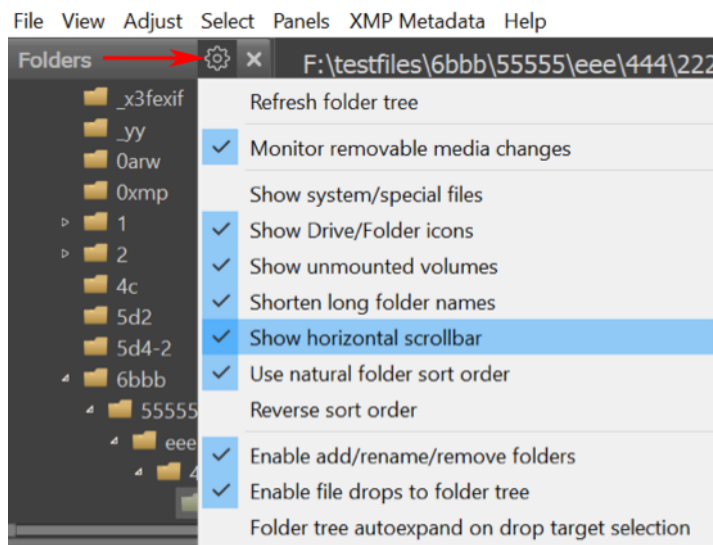 File View Adjust Select Panels XMP Metadata Help
Folders
F:\testfiles\6bbb\55555\eee\444\222
_x3fexif
_yy
0arw
0xmp
1
2
4c
5d2
5d4-2
6bbb
55555
eee
4
Refresh folder tree
Monitor removable media changes
Show system/special files
Show Drive/Folder icons
Show unmounted volumes
Shorten long folder names
Show horizontal scrollbar
Use natural folder sort order
Reverse sort order
Enable add/rename/remove folders
Enable file drops to folder tree
Folder tree autoexpand on drop target selection